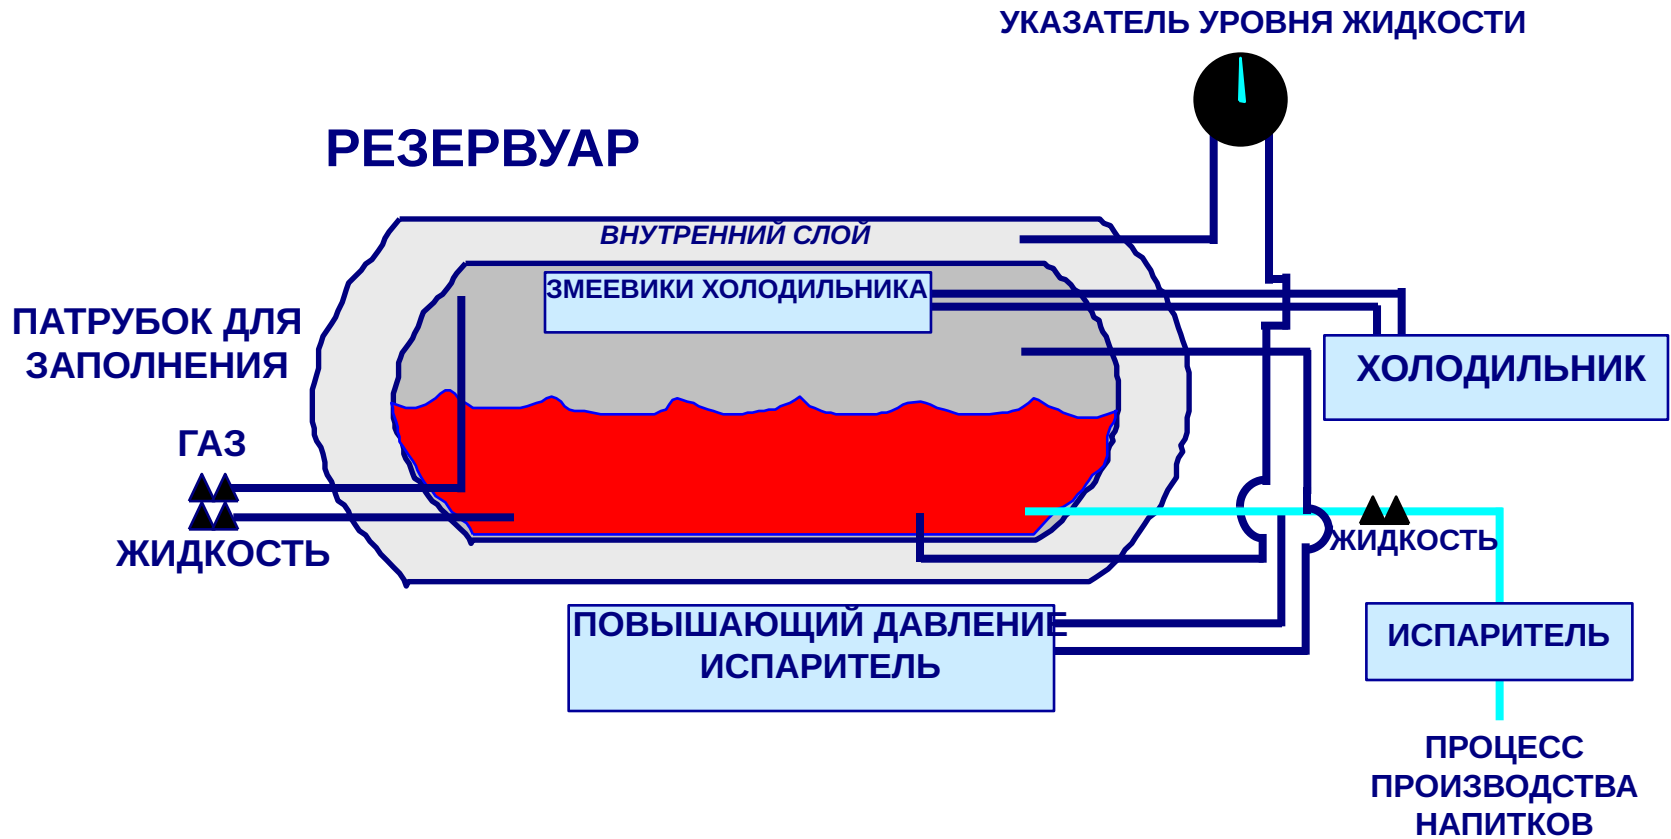 УКАЗАТЕЛЬ УРОВНЯ ЖИДКОСТИ
РЕЗЕРВУАР
ВНУТРЕННИЙ СЛОЙ
ЗМЕЕВИКИ ХОЛОДИЛЬНИКА
ПАТРУБОК ДЛЯ
ЗАПОЛНЕНИЯ
ХОЛОДИЛЬНИК
ГАЗ
ЖИДКОСТЬ
ЖИДКОСТЬ
ПОВЫШАЮЩИЙ ДАВЛЕНИЕ
ИСПАРИТЕЛЬ
ИСПАРИТЕЛЬ
ПРОЦЕСС
ПРОИЗВОДСТВА
НАПИТКОВ